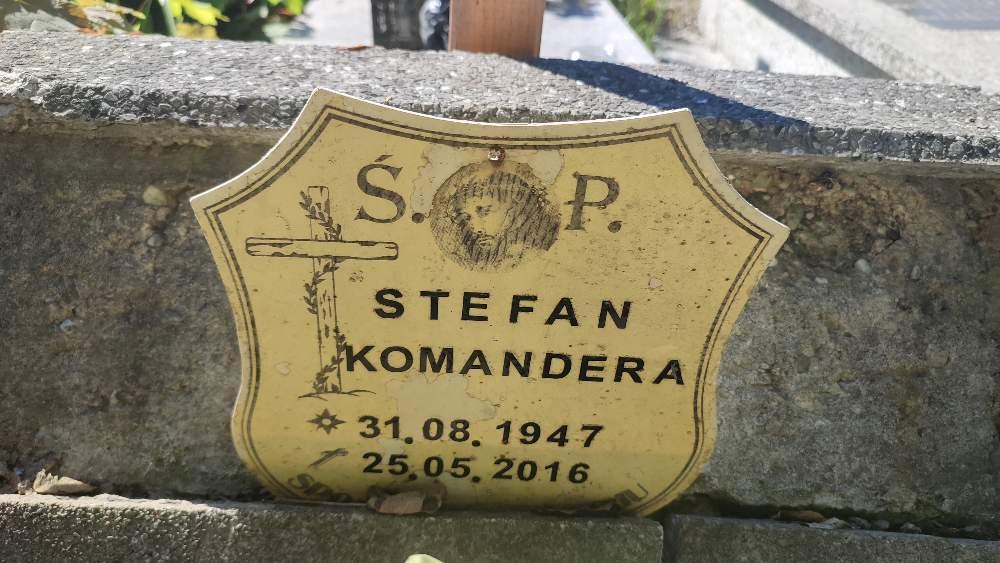 Ś. P.
STEFAN
KOMANDERA
31.08.1947
25.05.2016